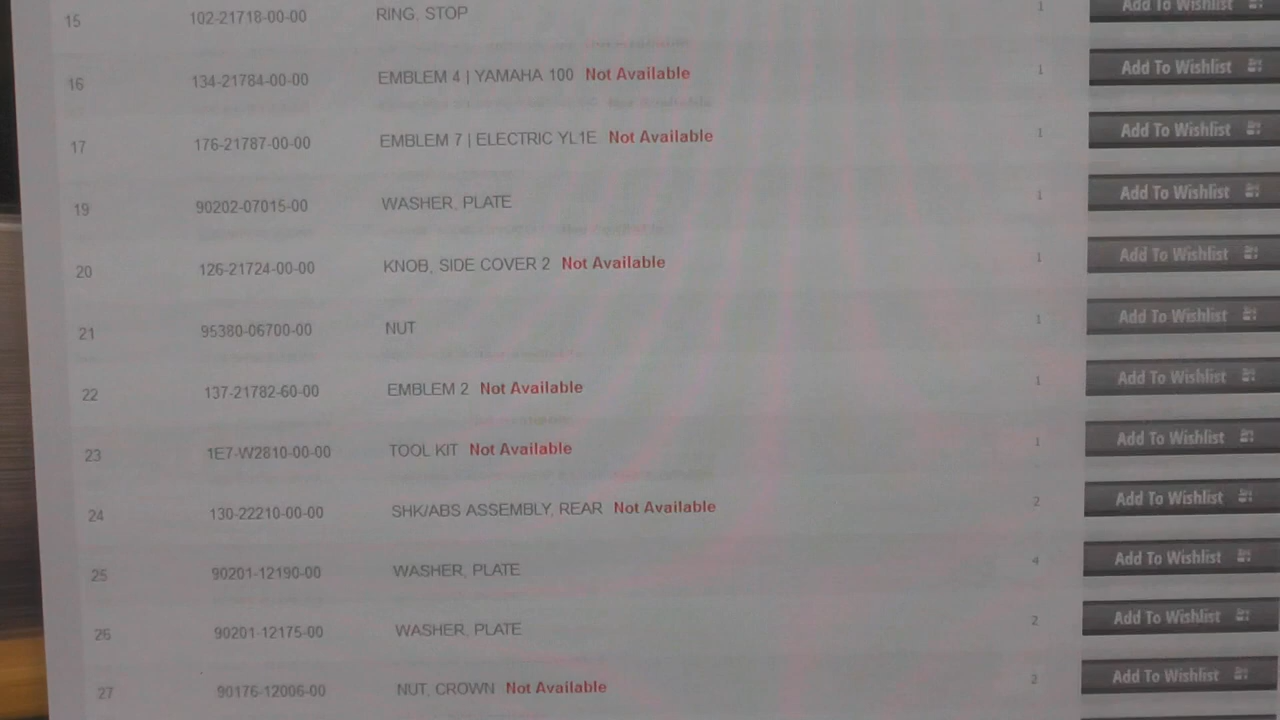 15 102-21718-00-00 RING, STOP 1 Add To Wishlist
16 134-21784-00-00 EMBLEM 4 | YAMAHA 100 Not Available 1 Add To Wishlist
17 176-21787-00-00 EMBLEM 7 | ELECTRIC YL1E Not Available 1 Add To Wishlist
19 90202-07015-00 WASHER, PLATE 1 Add To Wishlist
20 126-21724-00-00 KNOB, SIDE COVER 2 Not Available 1 Add To Wishlist
21 95380-06700-00 NUT 1 Add To Wishlist
22 137-21782-60-00 EMBLEM 2 Not Available 1 Add To Wishlist
23 1E7-W2810-00-00 TOOL KIT Not Available 1 Add To Wishlist
24 130-22210-00-00 SHK/ABS ASSEMBLY, REAR Not Available 2 Add To Wishlist
25 90201-12190-00 WASHER, PLATE 4 Add To Wishlist
26 90201-12175-00 WASHER, PLATE 2 Add To Wishlist
27 90176-12006-00 NUT, CROWN Not Available 2 Add To Wishlist